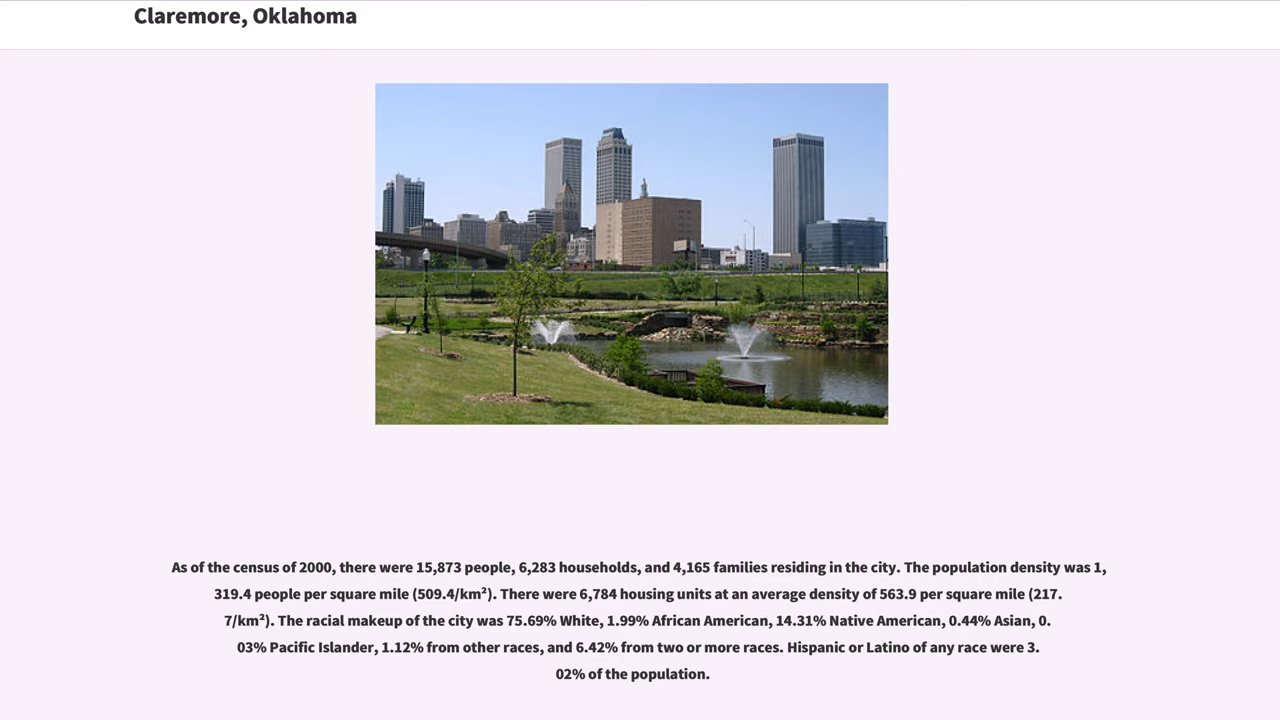 Claremore, Oklahoma
As of the census of 2000, there were 15,873 people, 6,283 households, and 4,165 families residing in the city. The population density was 1,
319.4 people per square mile (509.4/km²). There were 6,784 housing units at an average density of 563.9 per square mile (217.
7/km²). The racial makeup of the city was 75.69% White, 1.99% African American, 14.31% Native American, 0.44% Asian, 0.
03% Pacific Islander, 1.12% from other races, and 6.42% from two or more races. Hispanic or Latino of any race were 3.
02% of the population.